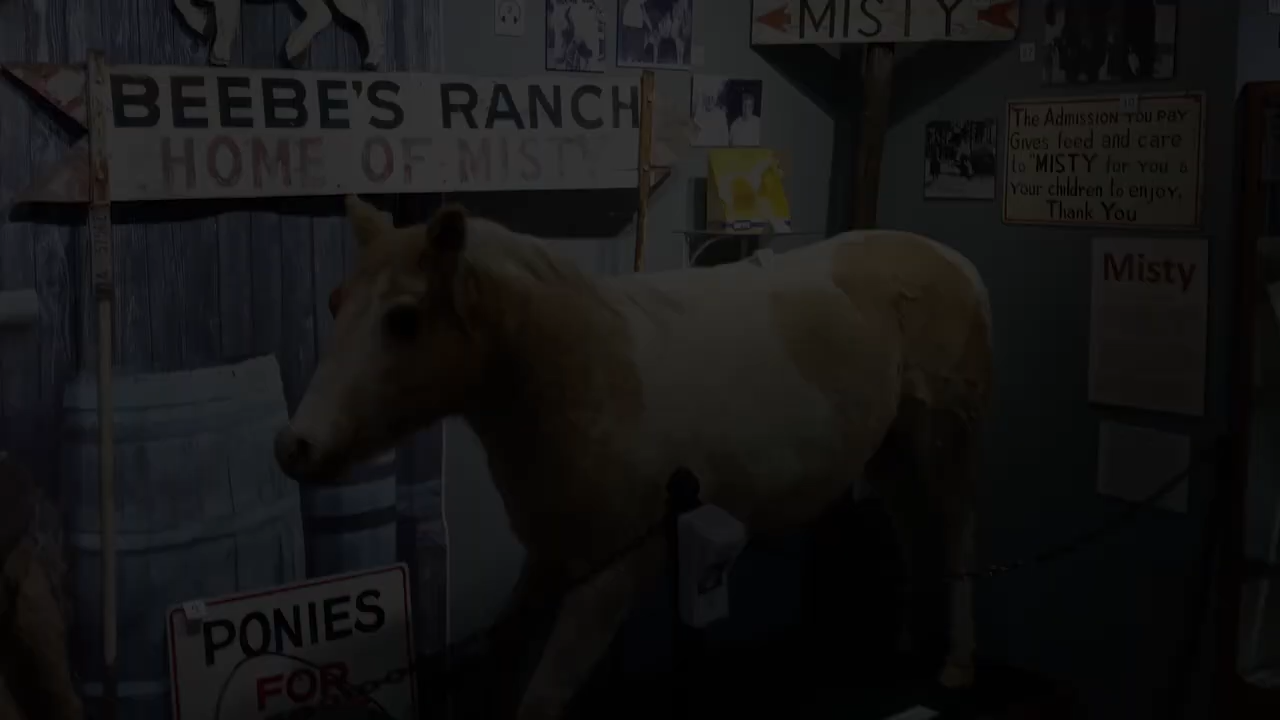 MISTY
BEEBE'S RANCH
HOME OF MISTY
The Admission You PAY
Gives feed and care
to "MISTY for you &
your children to enjoy.
Thank You
Misty
PONIES
FOR